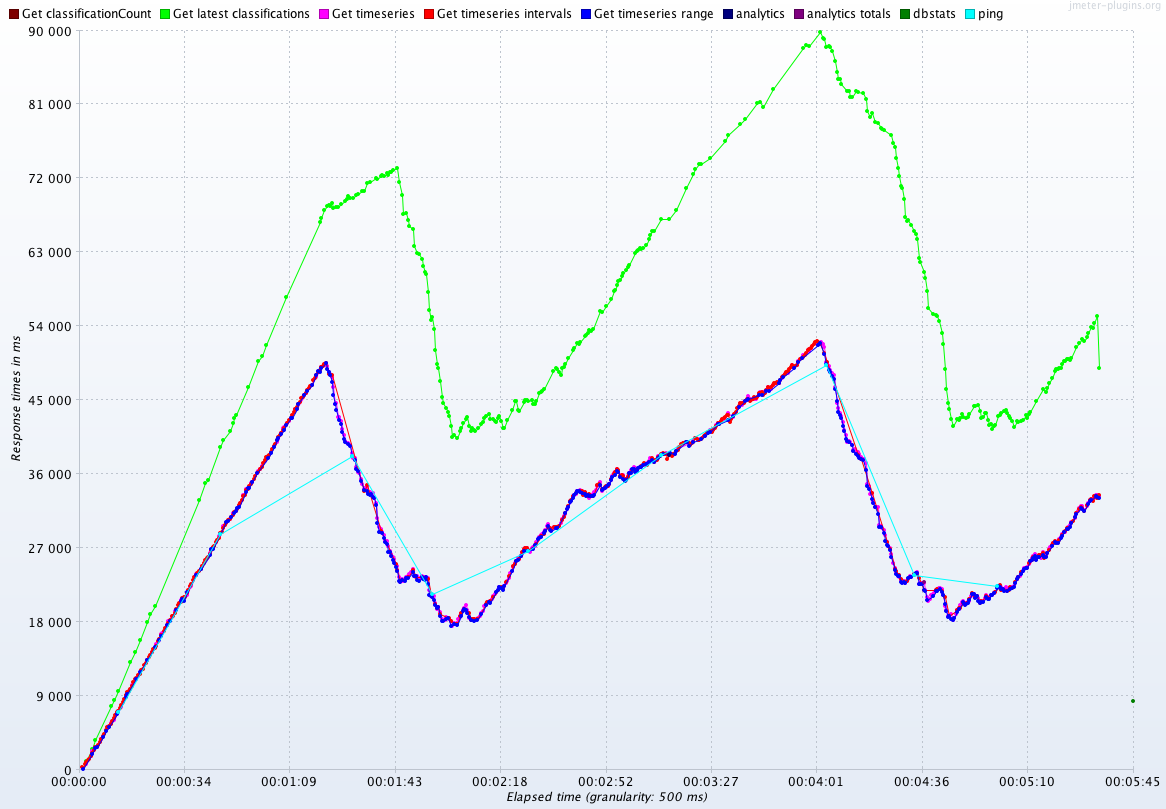 jmeter-plugins.org
Get classificationCount Get latest classifications Get timeseries Get timeseries intervals Get timeseries range analytics analytics totals dbstats ping
90 000
81 000
72 000
63 000
54 000
45 000
36 000
27 000
18 000
9 000
0
Response times in ms
00:00:00 00:00:34 00:01:09 00:01:43 00:02:18 00:02:52 00:03:27 00:04:01 00:04:36 00:05:10 00:05:45
Elapsed time (granularity: 500 ms)